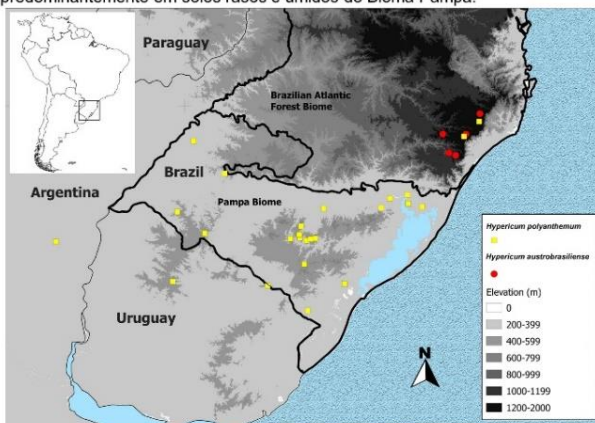 predominantemente em solos rasos e úmidos do Bioma Pampa.
Paraguay
Brazilian Atlantic
Forest Biome
Brazil
Argentina
Pampa Biome
Uruguay
N
Hypericum polyanthemum
Hypericum austrobrasiliense
Elevation (m)
0
200-399
400-599
600-799
800-999
1000-1199
1200-2000